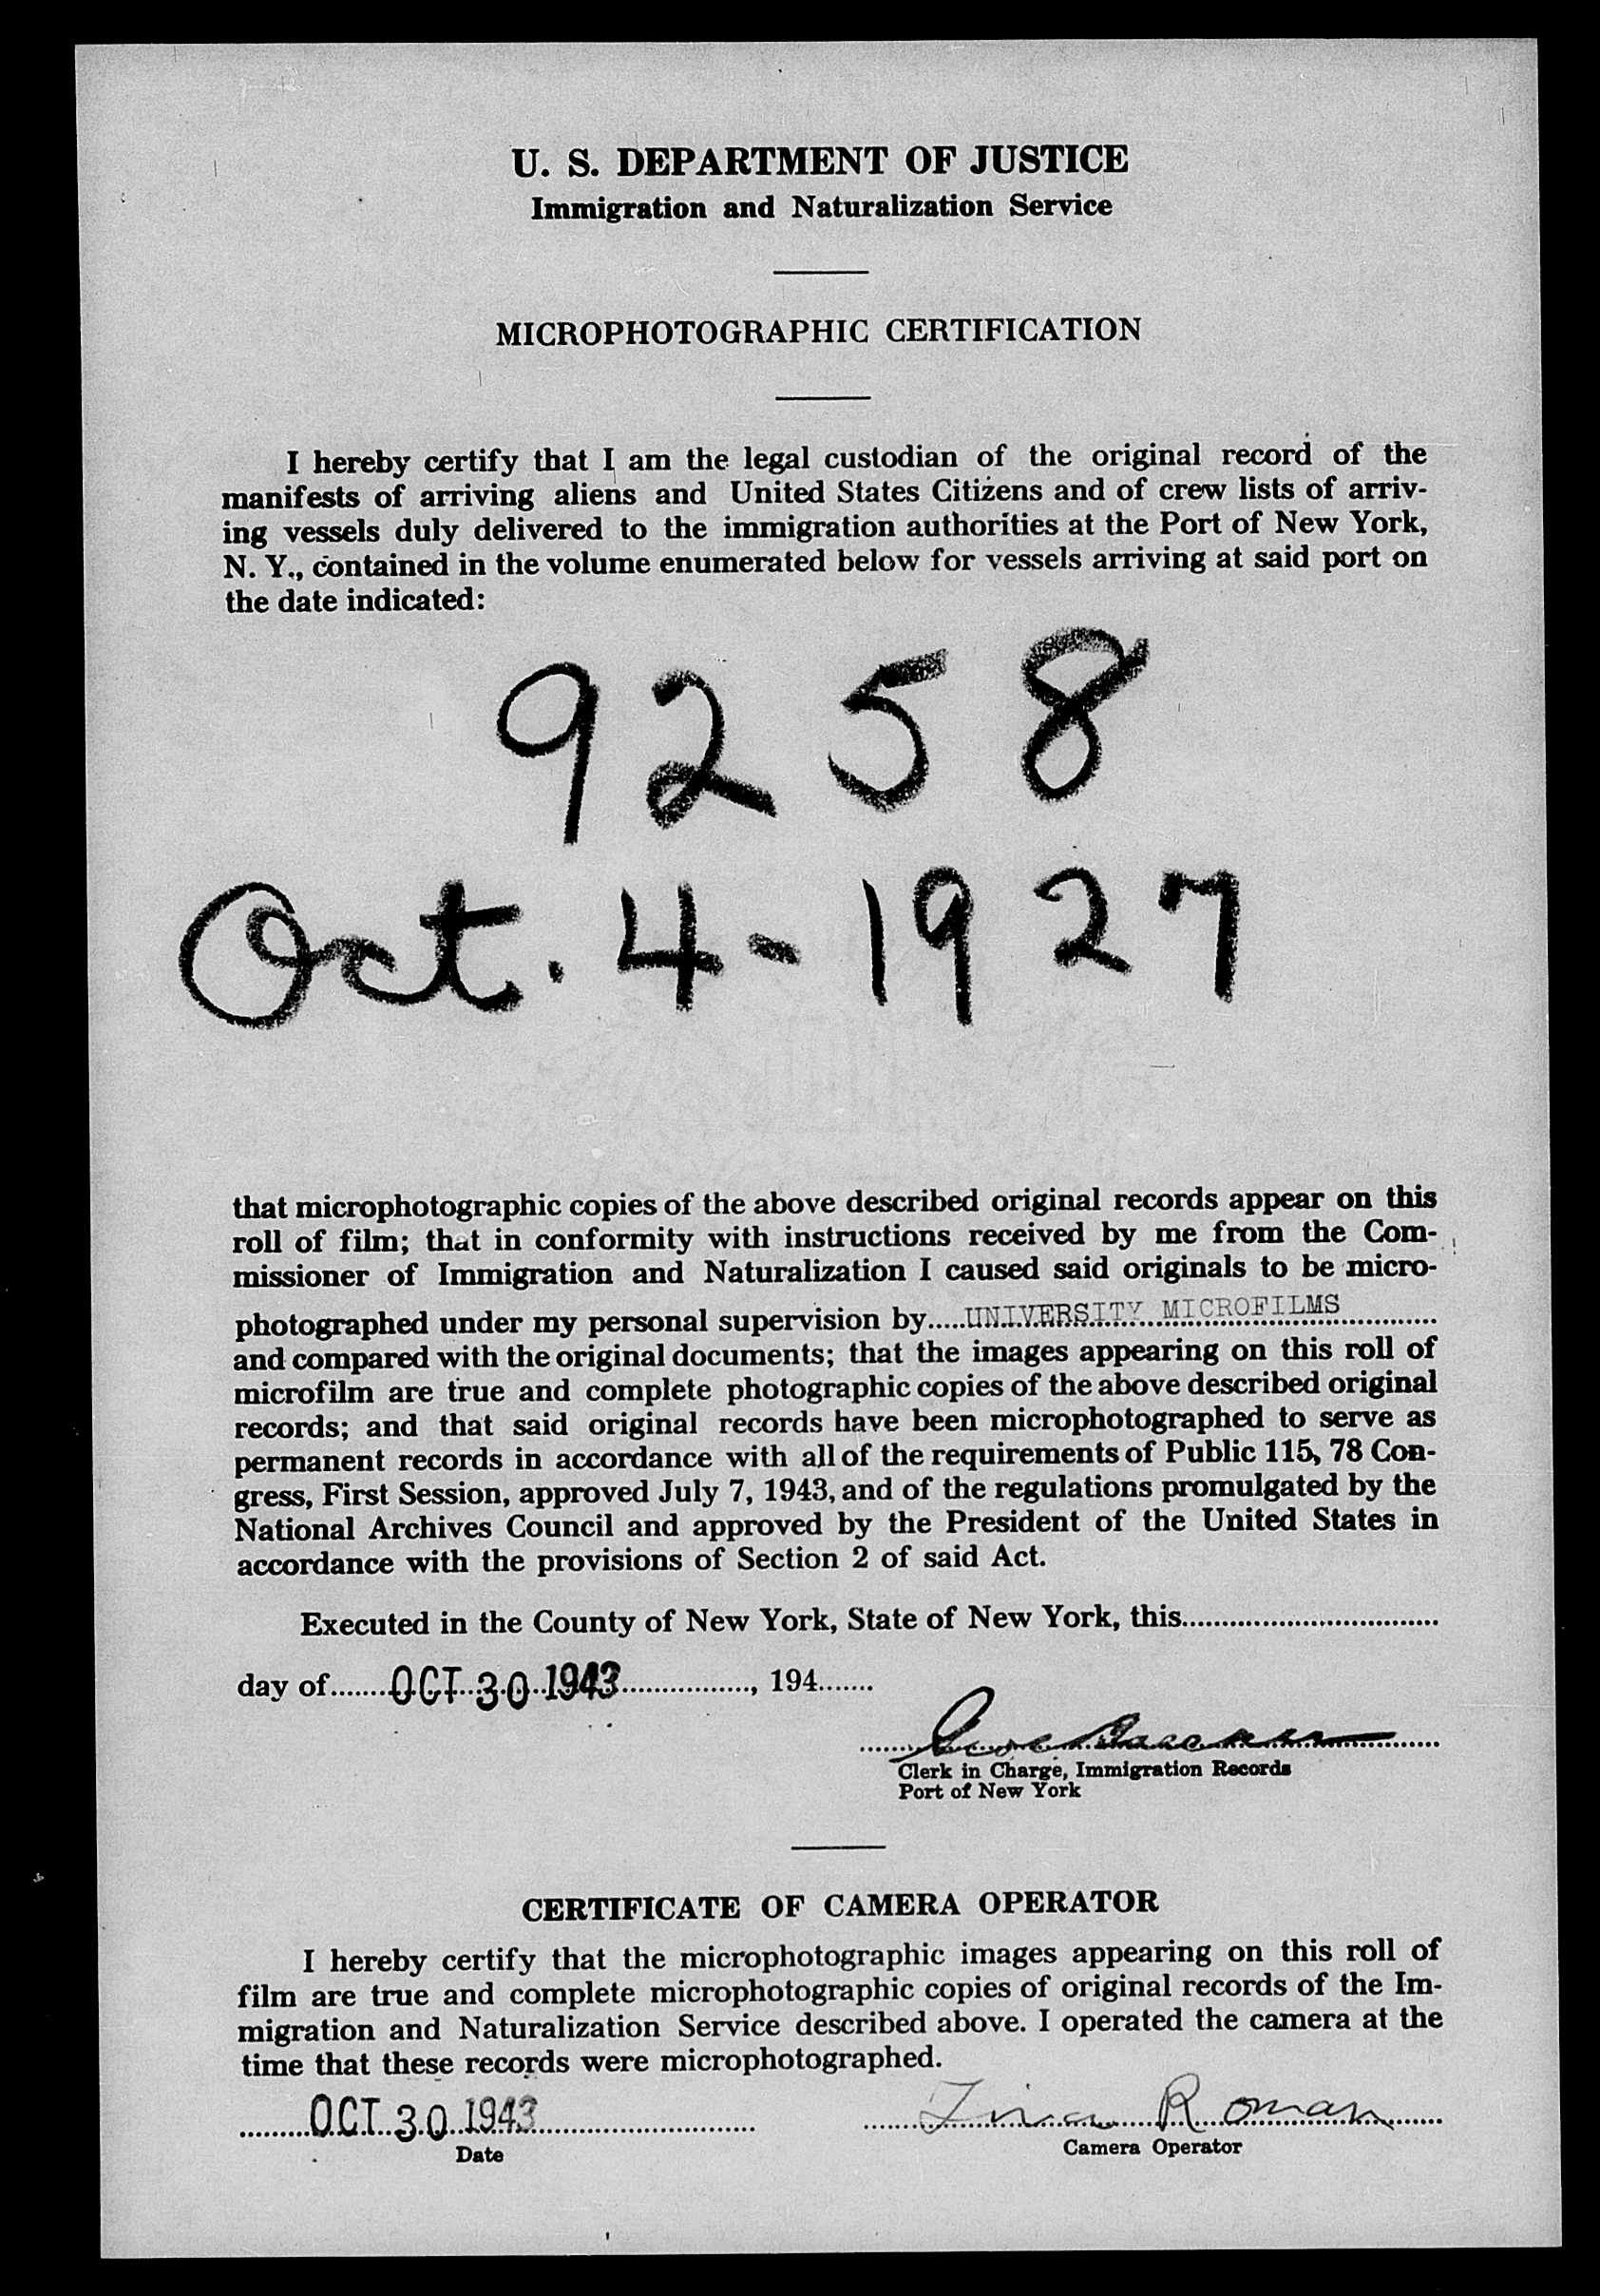 U. S. DEPARTMENT OF JUSTICE
Immigration and Naturalization Service
MICROPHOTOGRAPHIC CERTIFICATION
I hereby certify that I am the legal custodian of the original record of the
manifests of arriving aliens and United States Citizens and of crew lists of arriv-
ing vessels duly delivered to the immigration authorities at the Port of New York,
N. Y., contained in the volume enumerated below for vessels arriving at said port on
the date indicated:
9258
Oct. 4-1927
that microphotographic copies of the above described original records appear on this
roll of film; that in conformity with instructions received by me from the Com-
missioner of Immigration and Naturalization I caused said originals to be micro-
photographed under my personal supervision by.....UNIVERSITY MICROFILMS
and compared with the original documents; that the images appearing on this roll of
microfilm are true and complete photographic copies of the above described original
records; and that said original records have been microphotographed to serve as
permanent records in accordance with all of the requirements of Public 115, 78 Con-
gress, First Session, approved July 7, 1943, and of the regulations promulgated by the
National Archives Council and approved by the President of the United States in
accordance with the provisions of Section 2 of said Act.
Executed in the County of New York, State of New York, this
day of OCT 30 1943, 194
Clerk in Charge, Immigration Records
Port of New York
CERTIFICATE OF CAMERA OPERATOR
I hereby certify that the microphotographic images appearing on this roll of
film are true and complete microphotographic copies of original records of the Im-
migration and Naturalization Service described above. I operated the camera at the
time that these records were microphotographed.
OCT 30 1943 Roman
Date Camera Operator